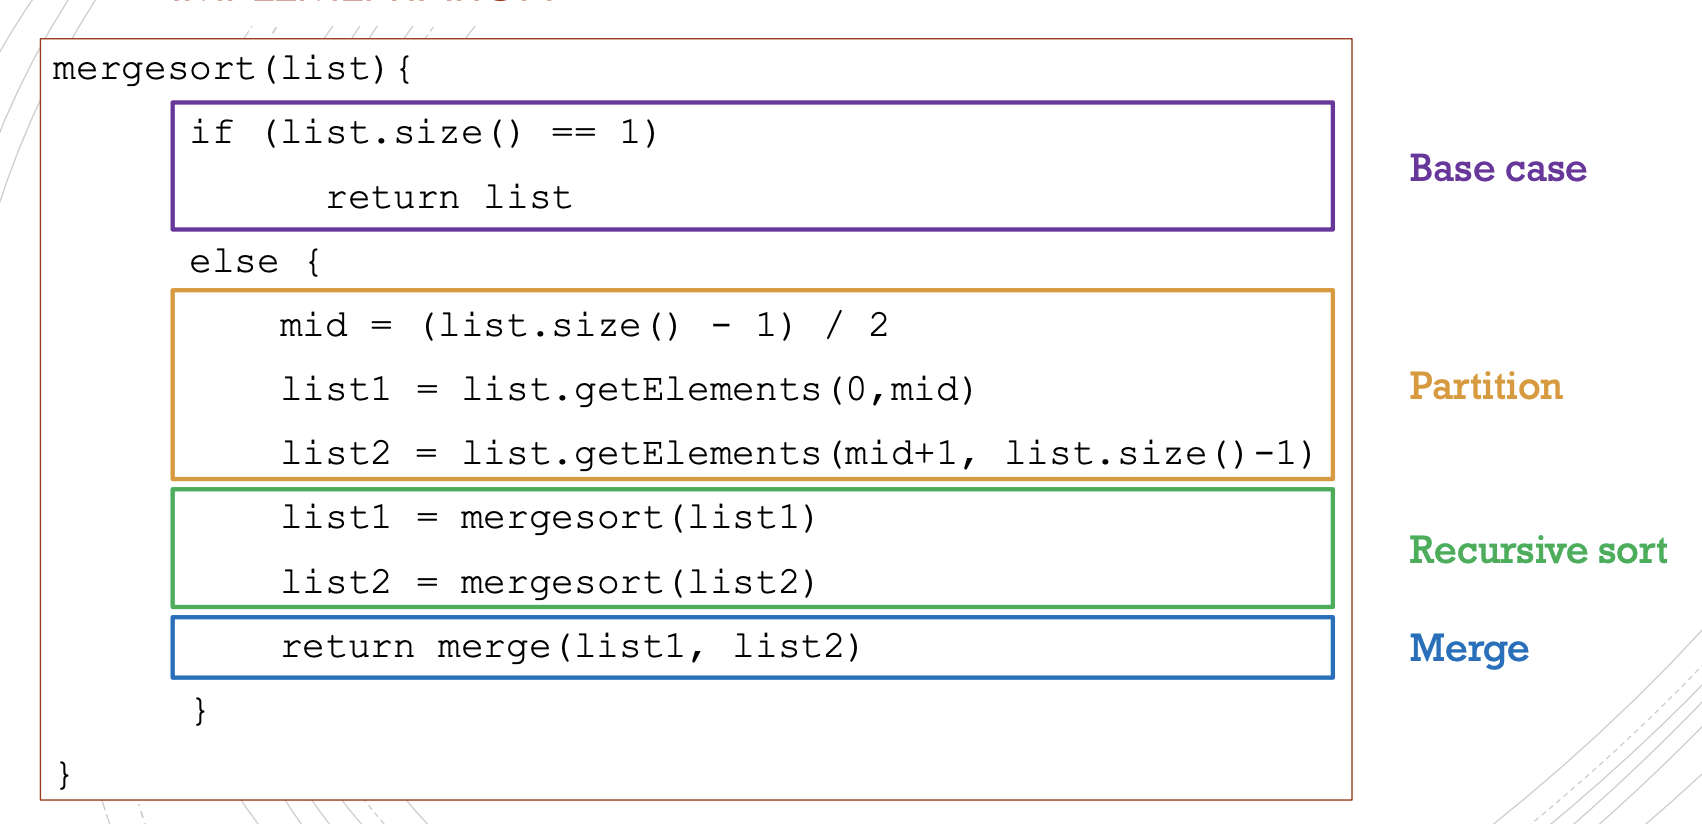 mergesort(list){
if (list.size() == 1)
return list
Base case
else {
mid = (list.size() - 1) / 2
list1 = list.getElements(0,mid)
Partition
list2 = list.getElements(mid+1, list.size()-1)
list1 = mergesort(list1)
Recursive sort
list2 = mergesort(list2)
return merge(list1, list2)
Merge
}
}